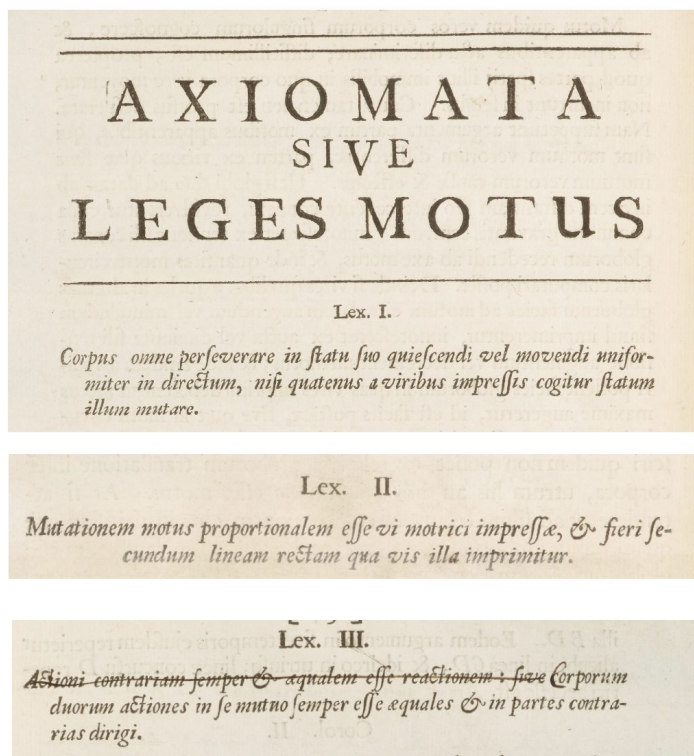 AXIOMATA
SIVE
LEGES MOTUS
Lex. I.
Corpus omne perſeverare in ſtatu ſuo quieſcendi vel movendi unifor-
miter in directum, niſi quatenus a viribus impreſſis cogitur ſtatum
illum mutare.
Lex. II.
Mutationem motus proportionalem eſſe vi motrici impreſſæ, & fieri ſe-
cundum lineam rectam qua vis illa imprimitur.
Lex. III.
Actioni contrariam ſemper & æqualem eſſe reactionem : ſive Corporum
duorum actiones in ſe mutuo ſemper eſſe æquales & in partes contra-
rias dirigi.